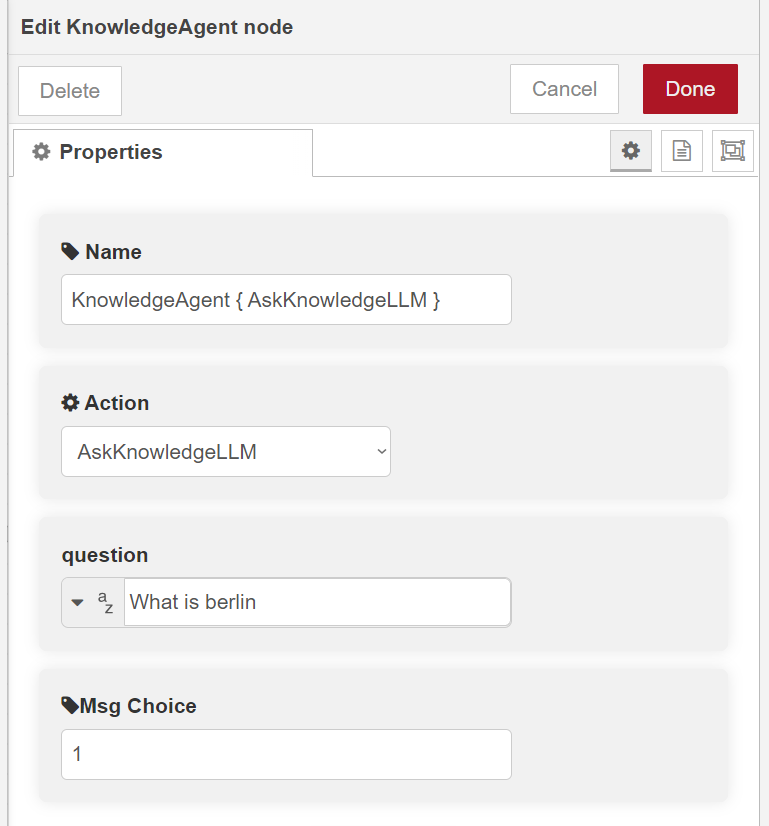 Edit KnowledgeAgent node
Delete
Cancel
Done
Properties
Name
KnowledgeAgent { AskKnowledgeLLM }
Action
AskKnowledgeLLM
question
a
z
What is berlin
Msg Choice
1